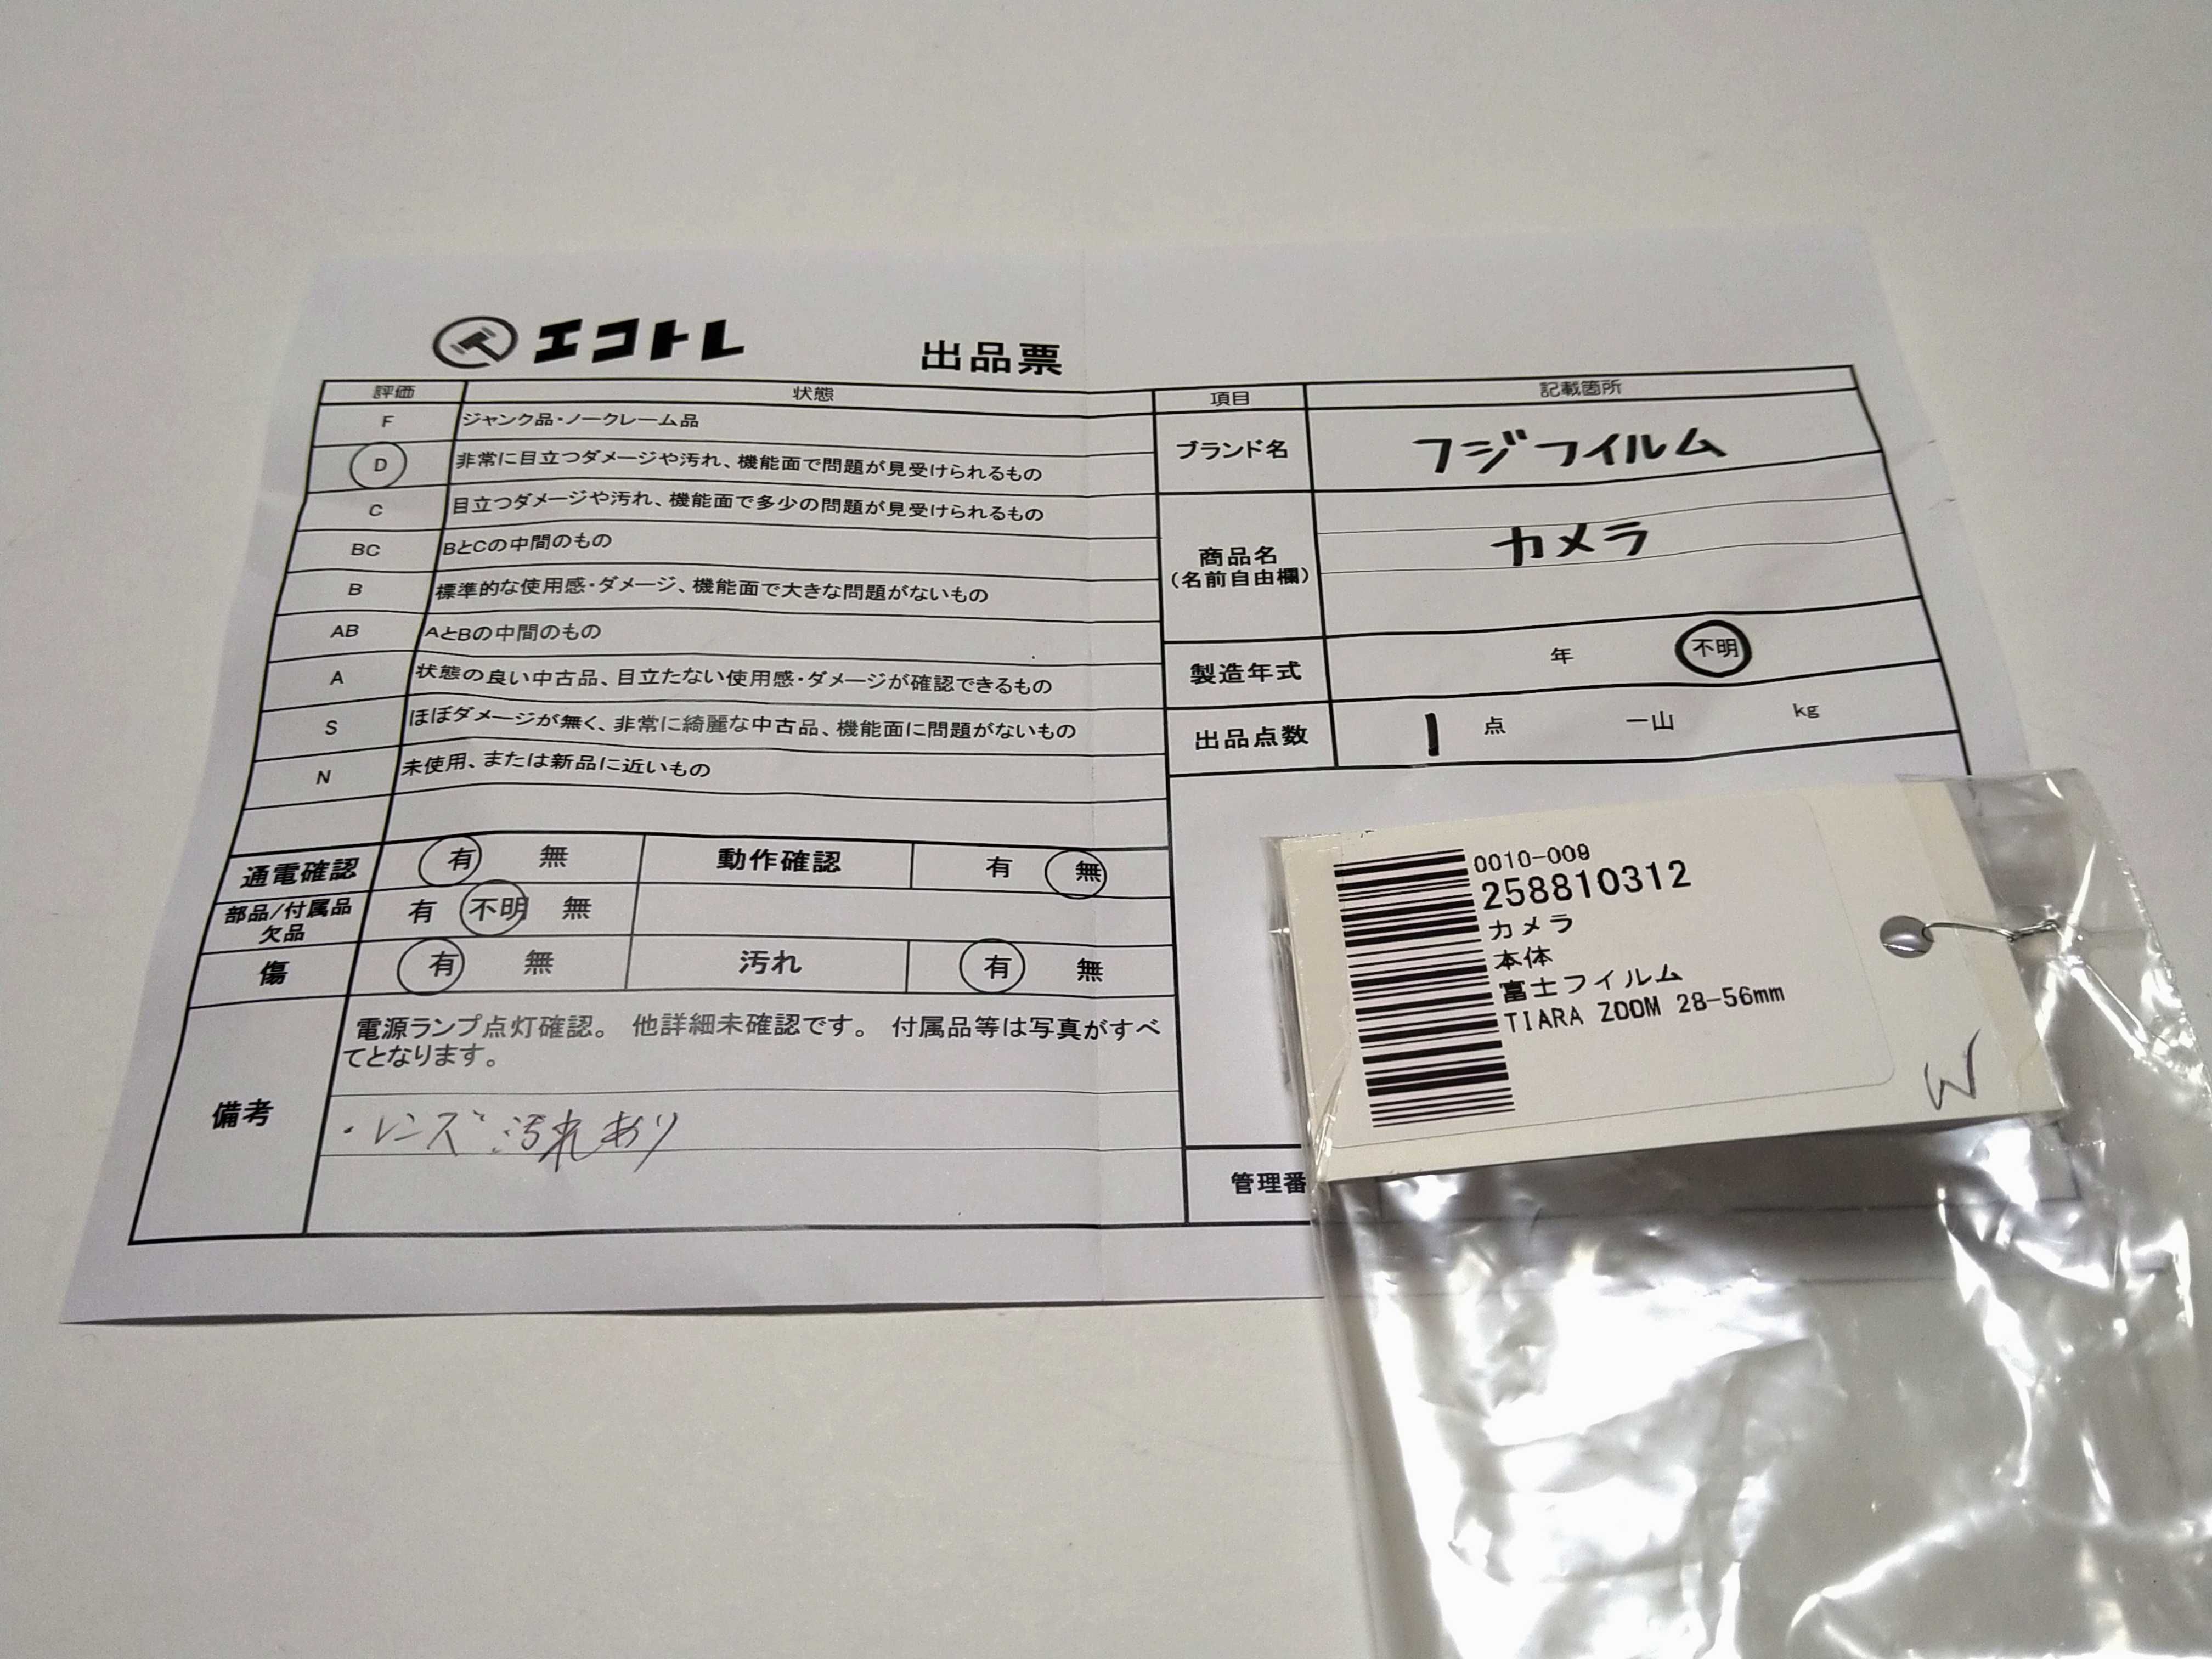 エコトレ 出品票
評価 状態
F ジャンク品・ノークレーム品
D 非常に目立つダメージや汚れ、機能面で問題が見受けられるもの
C 目立つダメージや汚れ、機能面で多少の問題が見受けられるもの
BC BとCの中間のもの
B 標準的な使用感・ダメージ、機能面で大きな問題がないもの
AB AとBの中間のもの
A 状態の良い中古品、目立たない使用感・ダメージが確認できるもの
S ほぼダメージが無く、非常に綺麗な中古品、機能面に問題がないもの
N 未使用、または新品に近いもの
通電確認 有 無 動作確認 有 無
部品/付属品
欠品 有 不明 無
傷 有 無 汚れ 有 無
備考
電源ランプ点灯確認。 他詳細未確認です。 付属品等は写真がすべ
てとなります。
・レンズ汚れあり
項目 記載箇所
ブランド名 フジフイルム
商品名
(名前自由欄) カメラ
製造年式 年 不明
出品点数 1 点 一山 kg
管理番
0010-009
258810312
カメラ
本体
富士フィルム
TIARA ZOOM 28-56mm
W